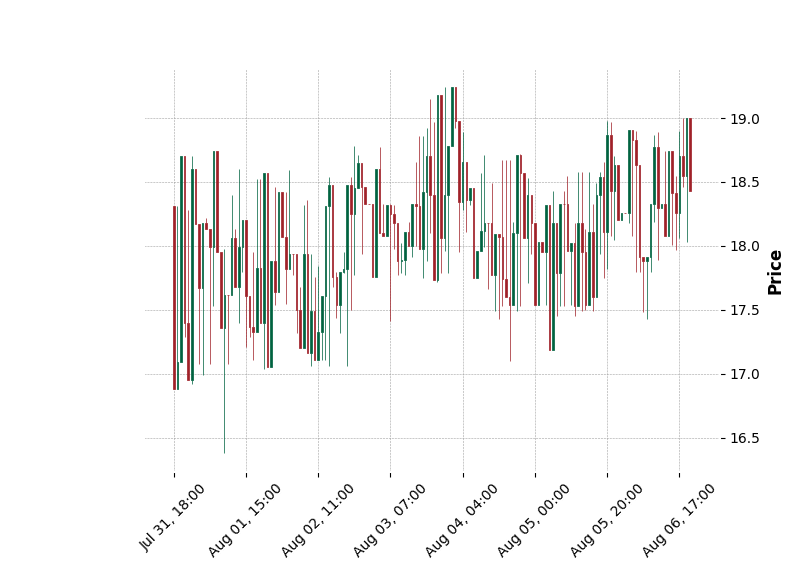 19.0
18.5
18.0
17.5
17.0
16.5
Price
Jul 31, 18:00
Aug 01, 15:00
Aug 02, 11:00
Aug 03, 07:00
Aug 04, 04:00
Aug 05, 00:00
Aug 05, 20:00
Aug 06, 17:00